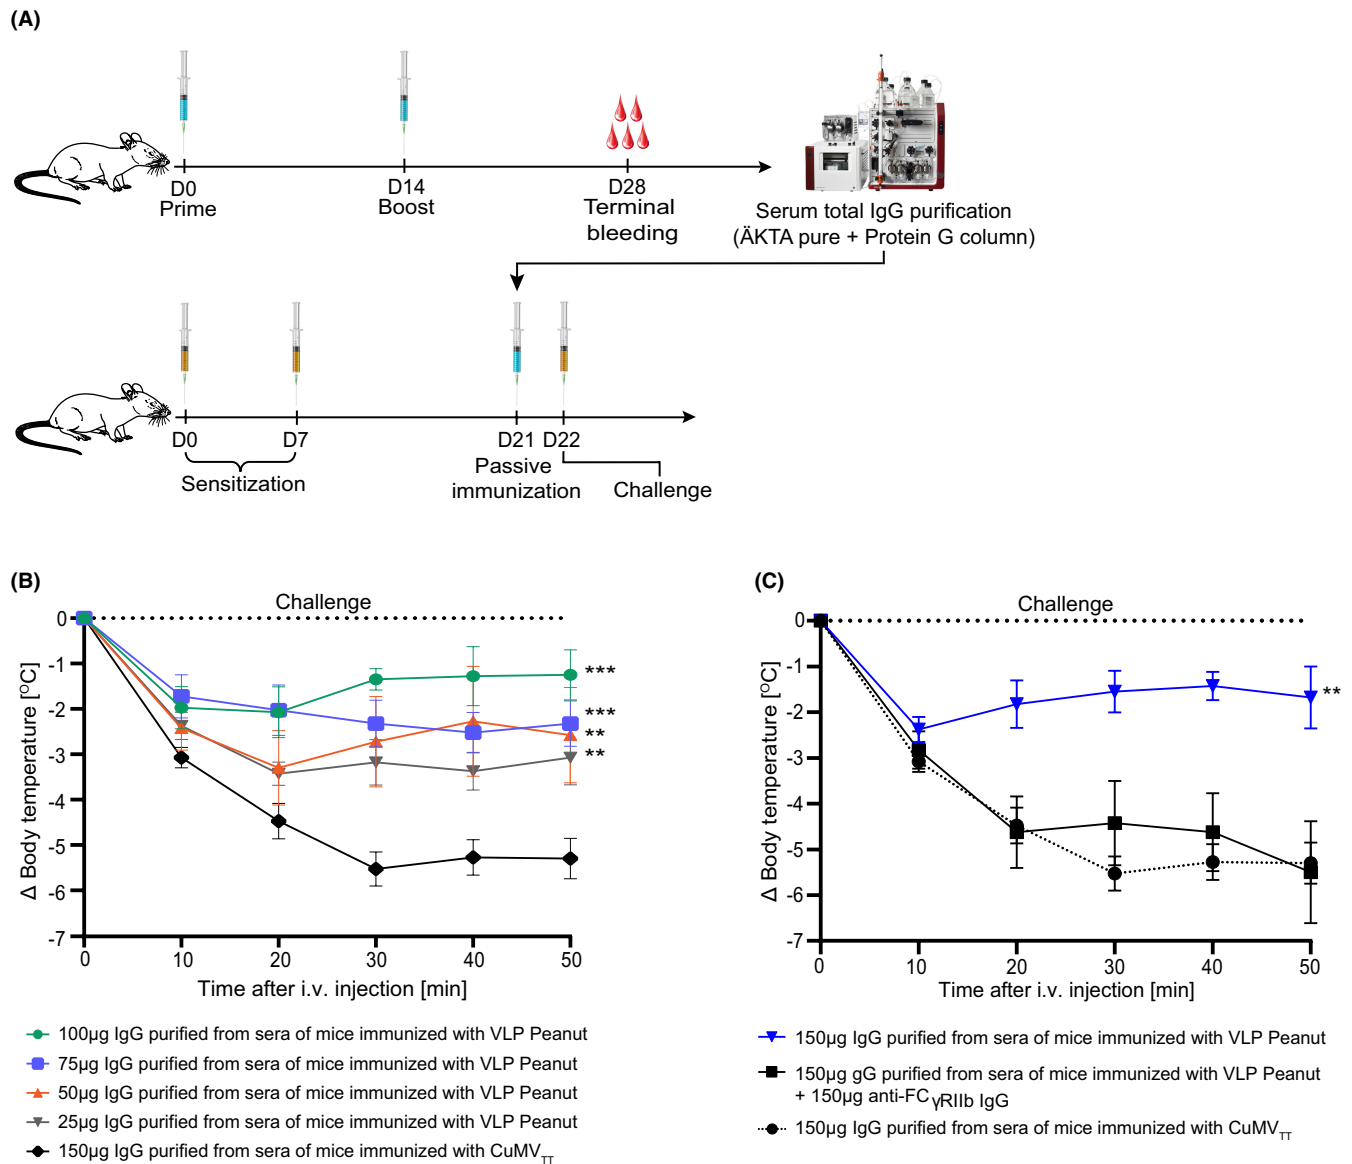 (A)
D0
Prime
D14
Boost
D28
Terminal
bleeding
Serum total IgG purification
(ÄKTA pure + Protein G column)
D0
D7
D21
D22
Sensitization
Passive
immunization
Challenge
(B)
Challenge
0
-1
-2
-3
-4
-5
-6
-7
Δ Body temperature [OC]
***
***
**
**
0
10
20
30
40
50
Time after i.v. injection [min]
100µg IgG purified from sera of mice immunized with VLP Peanut
75µg IgG purified from sera of mice immunized with VLP Peanut
50µg IgG purified from sera of mice immunized with VLP Peanut
25µg IgG purified from sera of mice immunized with VLP Peanut
150µg IgG purified from sera of mice immunized with CuMVTT
(C)
Challenge
0
-1
-2
-3
-4
-5
-6
-7
Δ Body temperature [OC]
**
0
10
20
30
40
50
Time after i.v. injection [min]
150µg IgG purified from sera of mice immunized with VLP Peanut
150µg gG purified from sera of mice immunized with VLP Peanut
+ 150µg anti-FCγRIIb IgG
150µg IgG purified from sera of mice immunized with CuMVTT